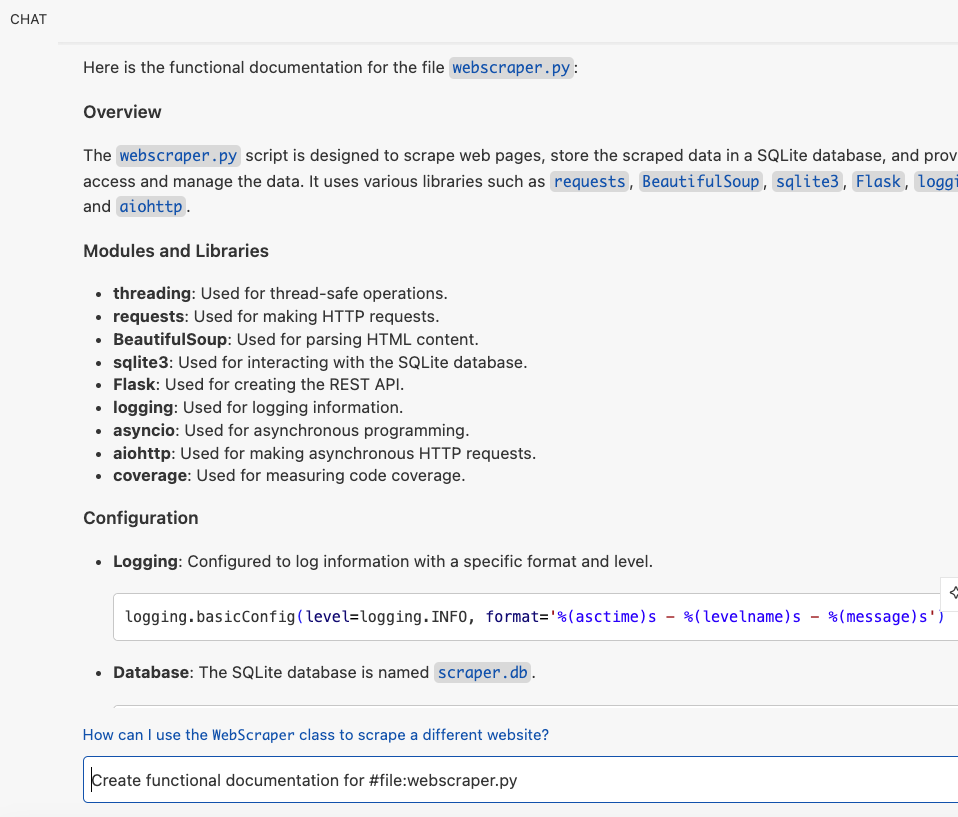 CHAT
Here is the functional documentation for the file webscraper.py:
Overview
The webscraper.py script is designed to scrape web pages, store the scraped data in a SQLite database, and prov
access and manage the data. It uses various libraries such as requests, BeautifulSoup, sqlite3, Flask, loggi
and aiohttp.
Modules and Libraries
• threading: Used for thread-safe operations.
• requests: Used for making HTTP requests.
• BeautifulSoup: Used for parsing HTML content.
• sqlite3: Used for interacting with the SQLite database.
• Flask: Used for creating the REST API.
• logging: Used for logging information.
• asyncio: Used for asynchronous programming.
• aiohttp: Used for making asynchronous HTTP requests.
• coverage: Used for measuring code coverage.
Configuration
• Logging: Configured to log information with a specific format and level.
logging.basicConfig(level=logging.INFO, format='%(asctime)s - %(levelname)s - %(message)s')
• Database: The SQLite database is named scraper.db.
How can I use the WebScraper class to scrape a different website?
Create functional documentation for #file:webscraper.py